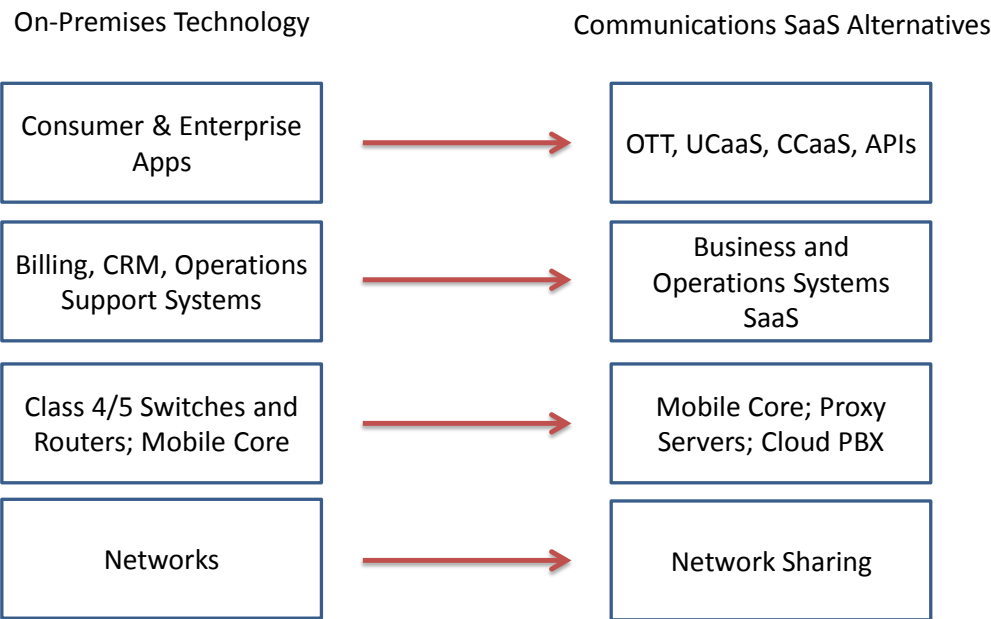 On-Premises Technology
Communications SaaS Alternatives
Consumer & Enterprise
Apps
OTT, UCaaS, CCaaS, APIs
Billing, CRM, Operations
Support Systems
Business and
Operations Systems
SaaS
Class 4/5 Switches and
Routers; Mobile Core
Mobile Core; Proxy
Servers; Cloud PBX
Networks
Network Sharing